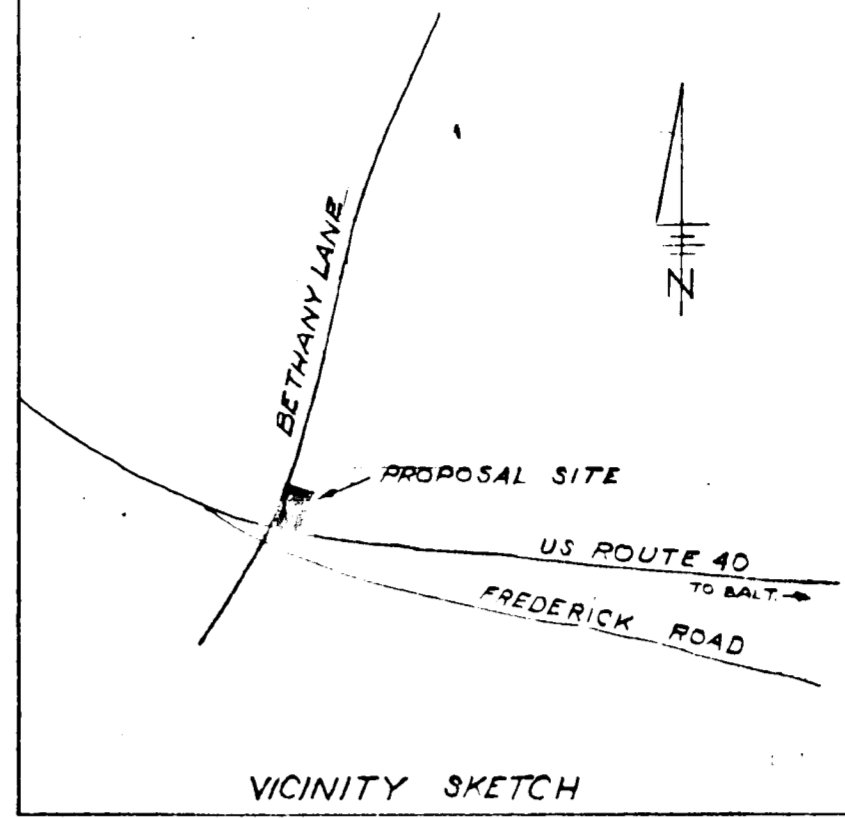 N
BETHANY LANE
PROPOSAL SITE
US ROUTE 40
TO BALT.
FREDERICK ROAD
VICINITY SKETCH